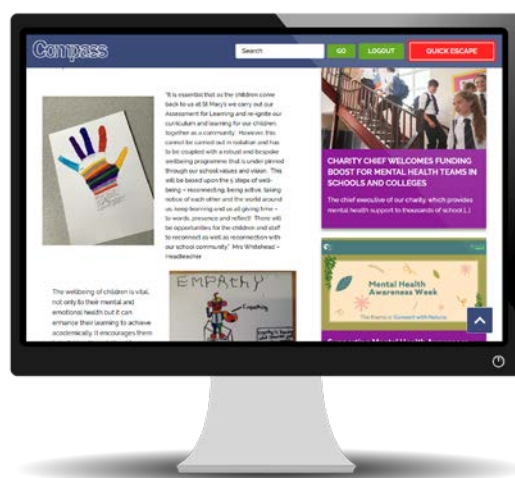 Compass
Search
GO
LOGOUT
QUICK ESCAPE
"It is essential that as the children come
back to us at St Mary's we carry out our
Assessment for Learning and re-ignite our
curriculum and learning for our children,
together as a community. However, this
cannot be carried out in isolation and has
to be coupled with a robust and bespoke
wellbeing programme that is under pinned
through our school values and vision. This
will be based upon the 5 steps of well-
being – reconnecting, being active, taking
notice of each other and the world around
us, keep learning and us all giving time –
to words, presence and reflect! There will
be opportunities for the children and staff
to reconnect as well as reconnection with
our school community." Mrs Whitehead –
Headteacher
The wellbeing of children is vital,
not only to their mental and
emotional health but it can
enhance their learning to achieve
academically. It encourages them
EMPAthy
CHARITY CHIEF WELCOMES FUNDING
BOOST FOR MENTAL HEALTH TEAMS IN
SCHOOLS AND COLLEGES
The chief executive of our charity, which provides
mental health support to thousands of school [...]
Mental Health
Awareness Week
The theme is Connect with Nature